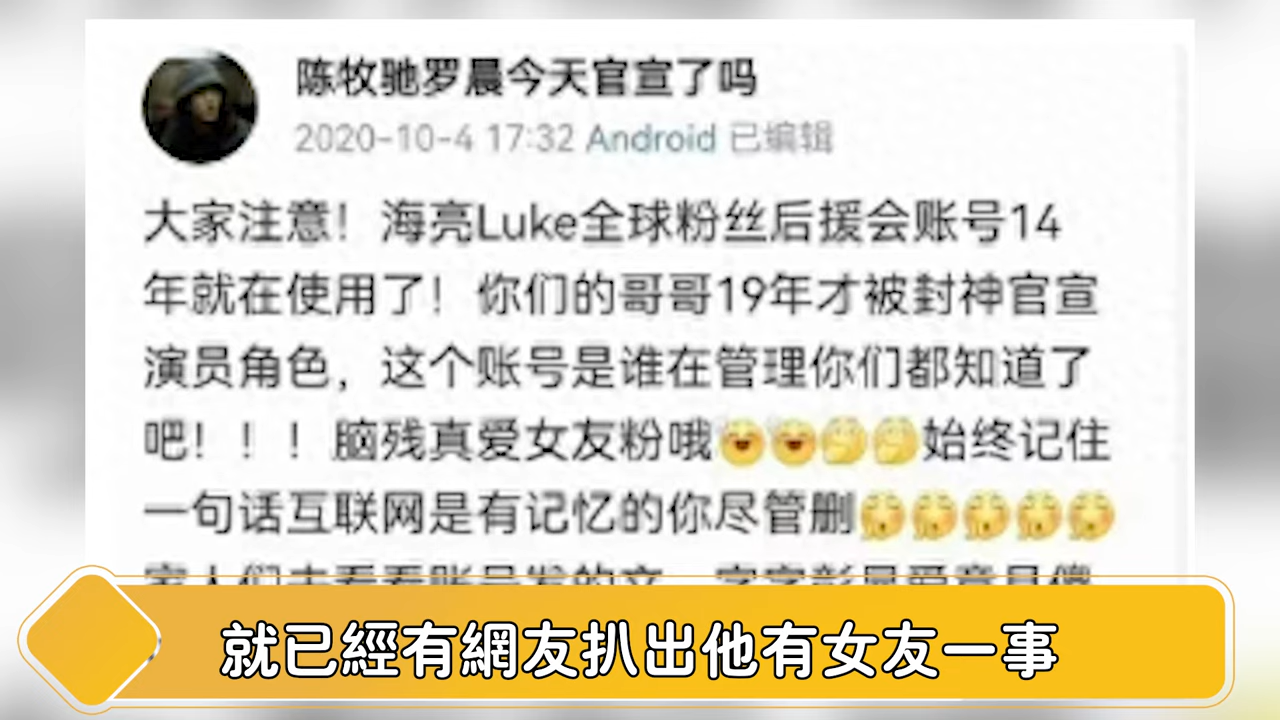 陈牧驰罗晨今天官宣了吗
2020-10-4 17:32 Android 已编辑
大家注意！海亮Luke全球粉丝后援会账号14
年就在使用了！你们的哥哥19年才被封神官宣
演员角色，这个账号是谁在管理你们都知道了
吧！！！脑残真爱女友粉哦😄😄🤔🤔始终记住
一句话互联网是有记忆的你尽管删🤗🤗🤗🤗🤗
就已經有網友扒出他有女友一事